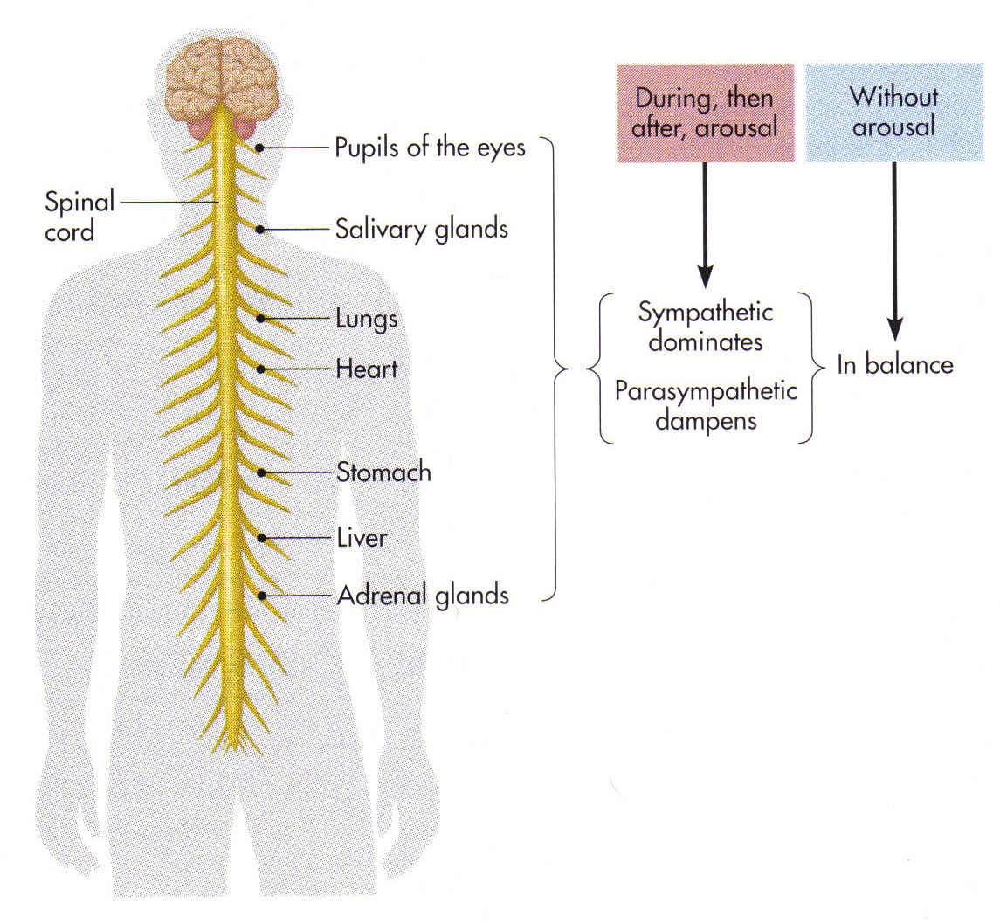 During, then
after, arousal
Without
arousal
Pupils of the eyes
Spinal
cord
Salivary glands
Lungs
Heart
Stomach
Liver
Adrenal glands
Sympathetic
dominates
Parasympathetic
dampens
In balance